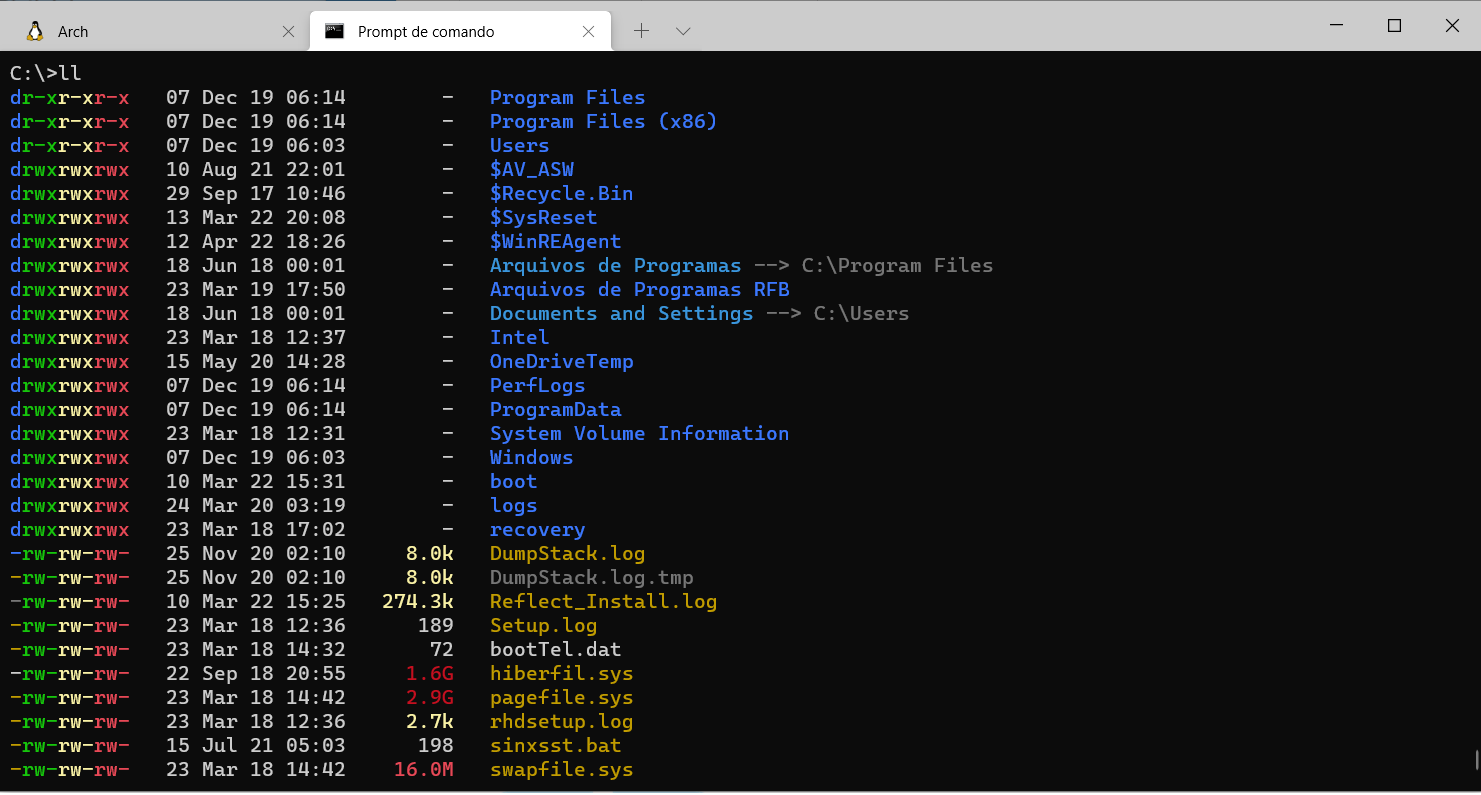 Arch
Prompt de comando
C:\>ll
dr-xr-xr-x   07 Dec 19 06:14        -   Program Files
dr-xr-xr-x   07 Dec 19 06:14        -   Program Files (x86)
dr-xr-xr-x   07 Dec 19 06:03        -   Users
drwxrwxrwx   10 Aug 21 22:01        -   $AV_ASW
drwxrwxrwx   29 Sep 17 10:46        -   $Recycle.Bin
drwxrwxrwx   13 Mar 22 20:08        -   $SysReset
drwxrwxrwx   12 Apr 22 18:26        -   $WinREAgent
drwxrwxrwx   18 Jun 18 00:01        -   Arquivos de Programas --> C:\Program Files
drwxrwxrwx   23 Mar 19 17:50        -   Arquivos de Programas RFB
drwxrwxrwx   18 Jun 18 00:01        -   Documents and Settings --> C:\Users
drwxrwxrwx   23 Mar 18 12:37        -   Intel
drwxrwxrwx   15 May 20 14:28        -   OneDriveTemp
drwxrwxrwx   07 Dec 19 06:14        -   PerfLogs
drwxrwxrwx   07 Dec 19 06:14        -   ProgramData
drwxrwxrwx   23 Mar 18 12:31        -   System Volume Information
drwxrwxrwx   07 Dec 19 06:03        -   Windows
drwxrwxrwx   10 Mar 22 15:31        -   boot
drwxrwxrwx   24 Mar 20 03:19        -   logs
drwxrwxrwx   23 Mar 18 17:02        -   recovery
-rw-rw-rw-   25 Nov 20 02:10     8.0k   DumpStack.log
-rw-rw-rw-   25 Nov 20 02:10     8.0k   DumpStack.log.tmp
-rw-rw-rw-   10 Mar 22 15:25   274.3k   Reflect_Install.log
-rw-rw-rw-   23 Mar 18 12:36      189   Setup.log
-rw-rw-rw-   23 Mar 18 14:32       72   bootTel.dat
-rw-rw-rw-   22 Sep 18 20:55     1.6G   hiberfil.sys
-rw-rw-rw-   23 Mar 18 14:42     2.9G   pagefile.sys
-rw-rw-rw-   23 Mar 18 12:36     2.7k   rhdsetup.log
-rw-rw-rw-   15 Jul 21 05:03      198   sinxsst.bat
-rw-rw-rw-   23 Mar 18 14:42    16.0M   swapfile.sys